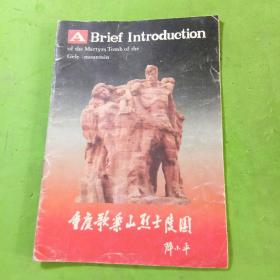 A Brief Introduction
of the Martyrs Tomb of the
Gele mountain
重庆歌乐山烈士陵园
邓小平